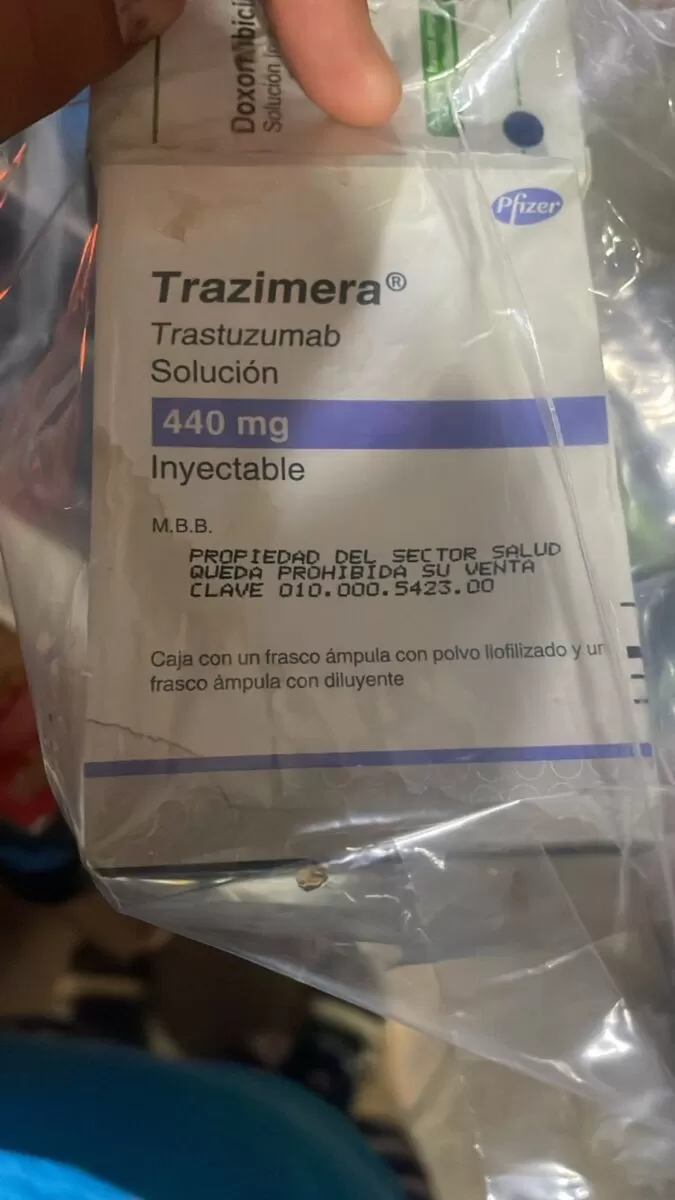 Solución
Pfizer
Trazimera®
Trastuzumab
Solución
440 mg
Inyectable
M.B.B.
PROPIEDAD DEL SECTOR SALUD
QUEDA PROHIBIDA SU VENTA
CLAVE 010.000.5423.00
Caja con un frasco ámpula con polvo liofilizado y un
frasco ámpula con diluyente